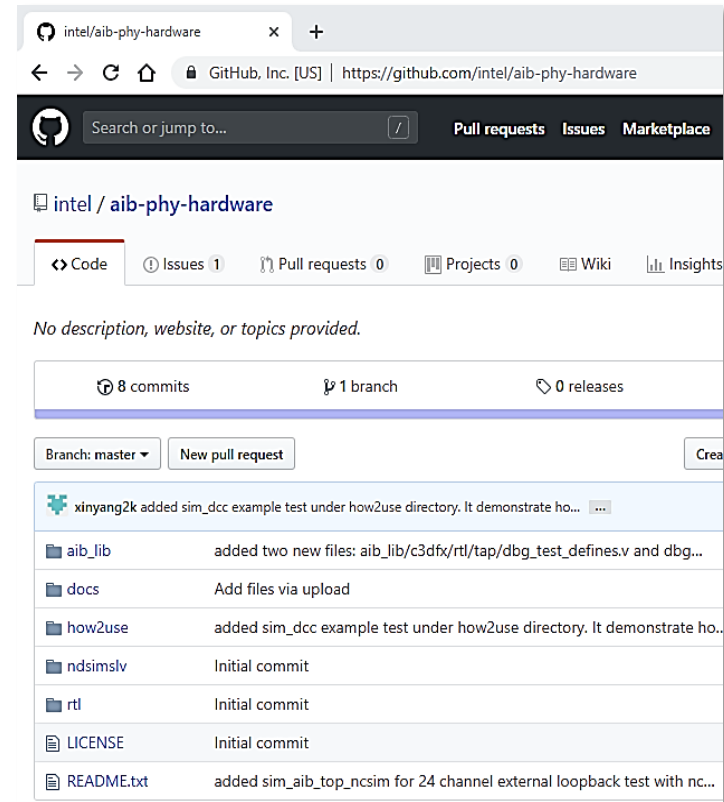 intel/aib-phy-hardware
GitHub, Inc. [US] | https://github.com/intel/aib-phy-hardware
Search or jump to... / Pull requests Issues Marketplace
intel / aib-phy-hardware
Code Issues 1 Pull requests 0 Projects 0 Wiki Insights
No description, website, or topics provided.
8 commits 1 branch 0 releases
Branch: master New pull request Crea
xinyang2k added sim_dcc example test under how2use directory. It demonstrate ho... ...
aib_lib added two new files: aib_lib/c3dfx/rtl/tap/dbg_test_defines.v and dbg...
docs Add files via upload
how2use added sim_dcc example test under how2use directory. It demonstrate ho..
ndsimslv Initial commit
rtl Initial commit
LICENSE Initial commit
README.txt added sim_aib_top_ncsim for 24 channel external loopback test with nc...